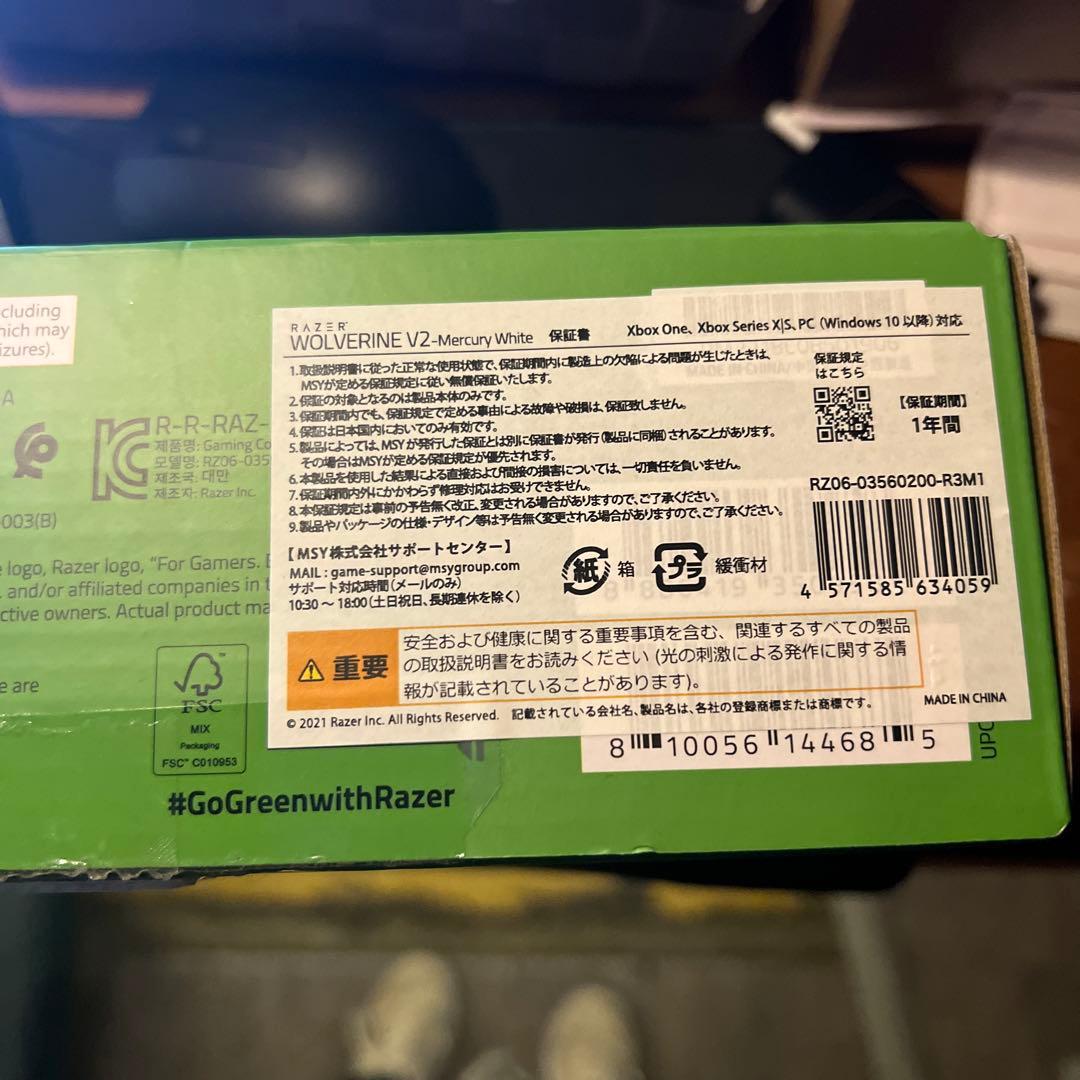 cluding
hich may
izures).
A
R-R-RAZ-
제품명: Gaming Co
모델명: RZ06-035
제조국: 대만
제조자: Razer Inc.
003(B)
e logo, Razer logo, "For Gamers.
. and/or affiliated companies in
ctive owners. Actual product ma
e are
FSC
MIX
Packaging
FSC™ C010953
#GoGreenwithRazer
RAZER
WOLVERINE V2-Mercury White 保証書 Xbox One、Xbox Series X|S、PC (Windows 10 以降) 対応
1.取扱説明書に従った正常な使用状態で、保証期間内に製造上の欠陥による問題が生じたときは、
MSYが定める保証規定に従い無償保証いたします。
2.保証の対象となるのは製品本体のみです。
3.保証期間内でも、保証規定で定める事由による故障や破損は、保証致しません。
4.保証は日本国内においてのみ有効です。
5.製品によっては、MSYが発行した保証とは別に保証書が発行(製品に同梱)されることがあります。
その場合はMSYが定める保証規定が優先されます。
6.本製品を使用した結果による直接および間接の損害については、一切責任を負いません。
7.保証期間内外にかかわらず修理対応はお受けできません。
8.本保証規定は事前の予告無く改正、変更される場合がありますので、ご了承ください。
9.製品やパッケージの仕様・デザイン等は予告無く変更される場合がありますので、ご了承ください。
保証規定
はこちら
【保証期間】
1年間
RZ06-03560200-R3M1
4 571585 634059
【MSY株式会社サポートセンター】
MAIL : game-support@msygroup.com
サポート対応時間(メールのみ)
10:30 ～ 18:00(土日祝日、長期連休を除く)
紙 箱 プラ 緩衝材
重要
安全および健康に関する重要事項を含む、関連するすべての製品
の取扱説明書をお読みください (光の刺激による発作に関する情
報が記載されていることがあります)。
© 2021 Razer Inc. All Rights Reserved. 記載されている会社名、製品名は、各社の登録商標または商標です。 MADE IN CHINA
8 10056 14468 5
UPC